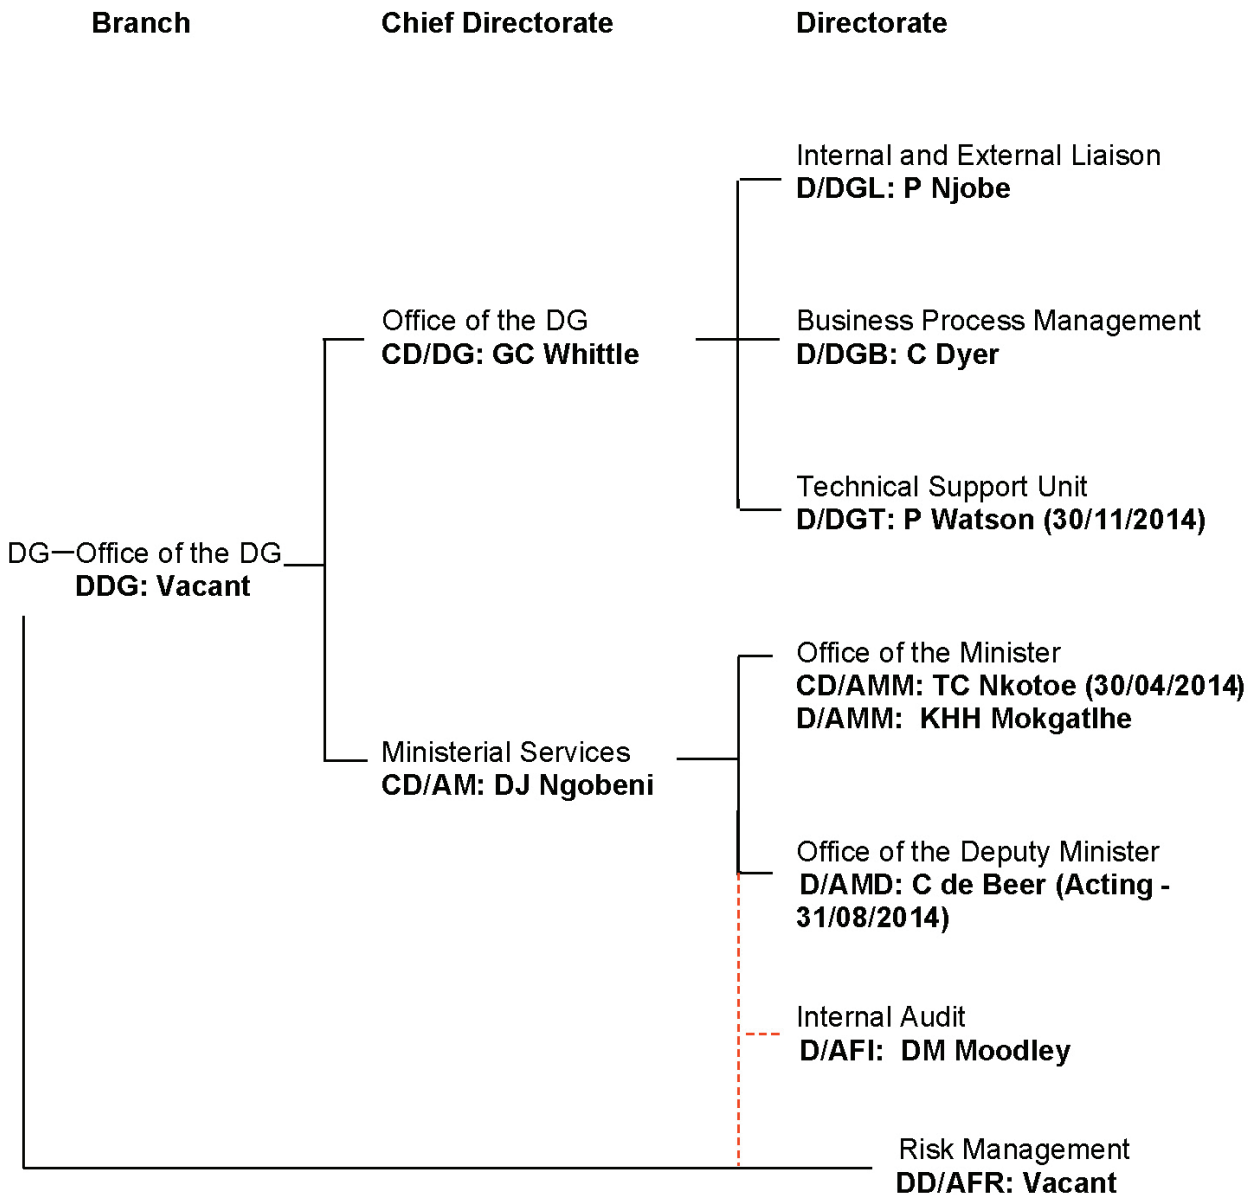 Branch
Chief Directorate
Directorate
Internal and External Liaison
D/DGL: P Njobe
Office of the DG
CD/DG: GC Whittle
Business Process Management
D/DGB: C Dyer
Technical Support Unit
D/DGT: P Watson (30/11/2014)
DG
Office of the DG
DDG: Vacant
Office of the Minister
CD/AMM: TC Nkotoe (30/04/2014)
D/AMM: KHH Mokgatlhe
Ministerial Services
CD/AM: DJ Ngobeni
Office of the Deputy Minister
D/AMD: C de Beer (Acting -
31/08/2014)
Internal Audit
D/AFI: DM Moodley
Risk Management
DD/AFR: Vacant